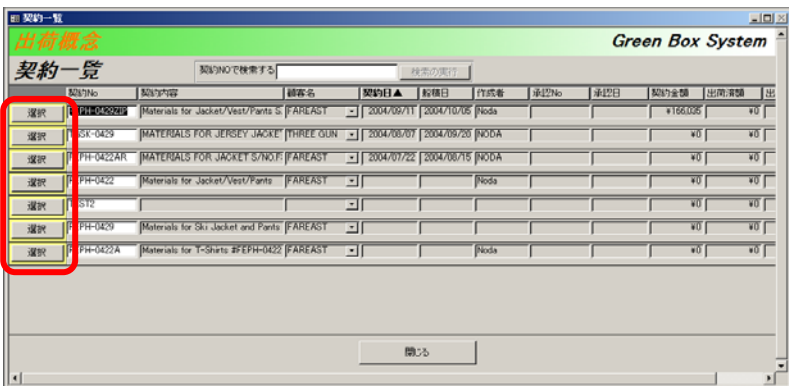 契約一覧
出荷概念 Green Box System
契約一覧 契約NOで検索する 検索の実行
契約No 契約内容 顧客名 契約日▲ 船積日 作成者 承認No 承認日 契約金額 出荷済額 出
選択 FEPH-0429ZIP Materials for Jacket/Vest/Pants S FAREAST 2004/09/11 2004/10/05 Noda ¥166,035 ¥0
選択 SK-0429 MATERIALS FOR JERSEY JACKE THREE GUN 2004/08/07 2004/09/20 NODA ¥0 ¥0
選択 PH-0422AR MATERIALS FOR JACKET S/NO.F FAREAST 2004/07/22 2004/08/15 NODA ¥0 ¥0
選択 PH-0422 Materials for Jacket/Vest/Pants FAREAST Noda ¥0 ¥0
選択 ST2 ¥0 ¥0
選択 PH-0429 Materials for Ski Jacket and Pants FAREAST ¥0 ¥0
選択 PH-0422A Materials for T-Shirts #FEPH-0422 FAREAST Noda ¥0 ¥0
閉じる